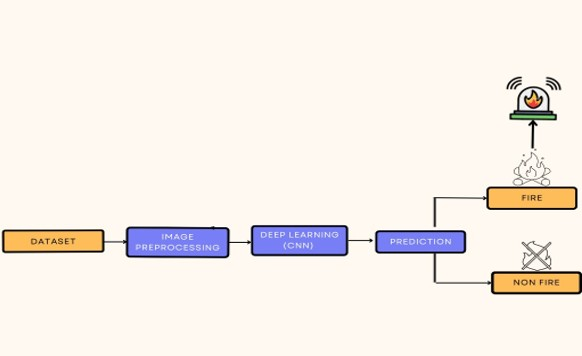 DATASET
IMAGE
PREPROCESSING
DEEP LEARNING
(CNN)
PREDICTION
FIRE
NON FIRE